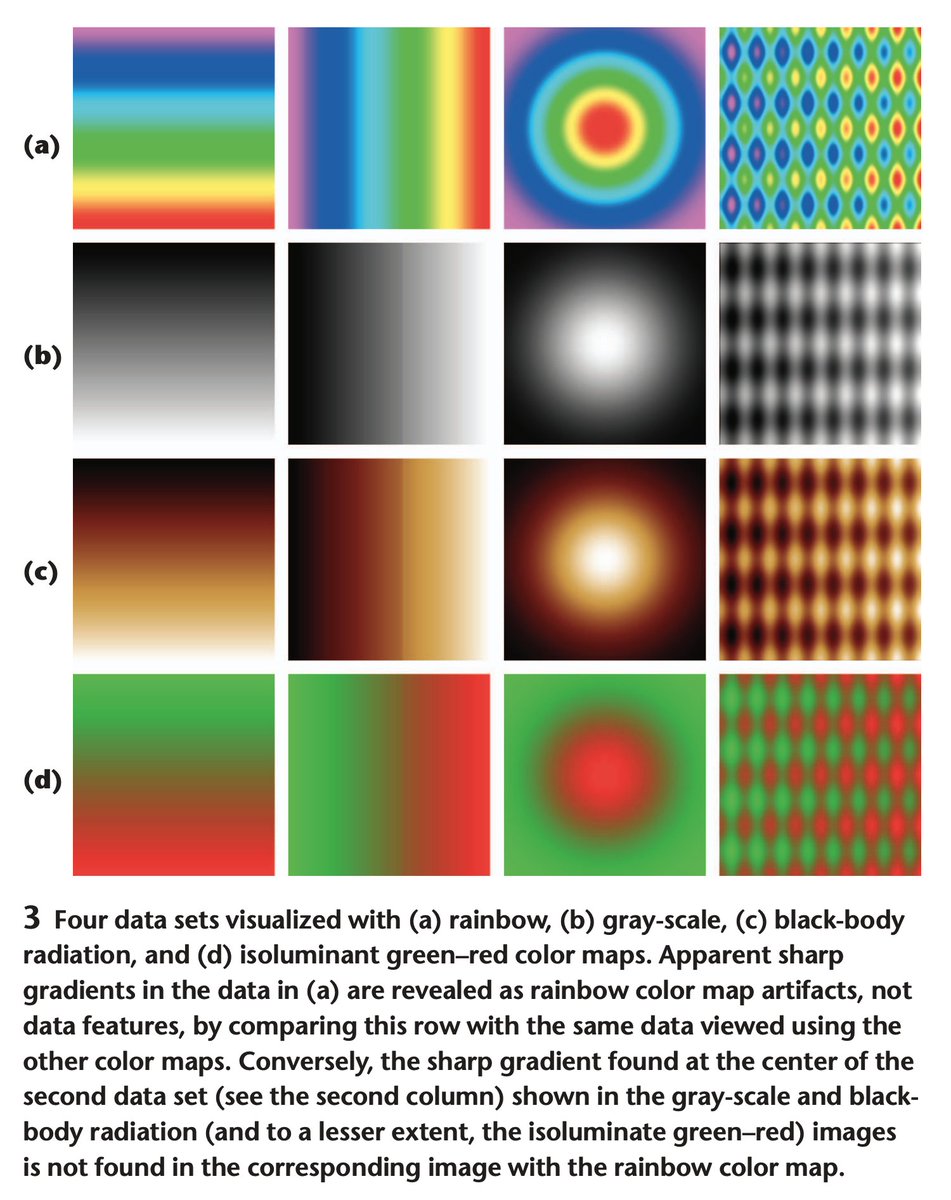 (a)
(b)
(c)
(d)
3 Four data sets visualized with (a) rainbow, (b) gray-scale, (c) black-body
radiation, and (d) isoluminant green–red color maps. Apparent sharp
gradients in the data in (a) are revealed as rainbow color map artifacts, not
data features, by comparing this row with the same data viewed using the
other color maps. Conversely, the sharp gradient found at the center of the
second data set (see the second column) shown in the gray-scale and black-
body radiation (and to a lesser extent, the isoluminate green–red) images
is not found in the corresponding image with the rainbow color map.